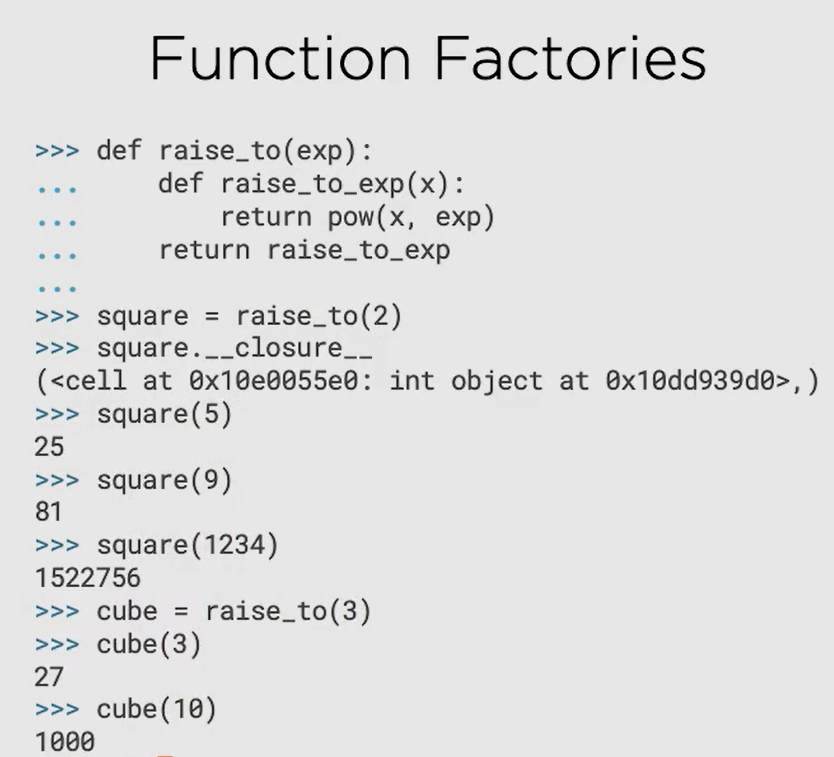 Function Factories
>>> def raise_to(exp):
...     def raise_to_exp(x):
...         return pow(x, exp)
...     return raise_to_exp
...
>>> square = raise_to(2)
>>> square.__closure__
(<cell at 0x10e0055e0: int object at 0x10dd939d0>,)
>>> square(5)
25
>>> square(9)
81
>>> square(1234)
1522756
>>> cube = raise_to(3)
>>> cube(3)
27
>>> cube(10)
1000